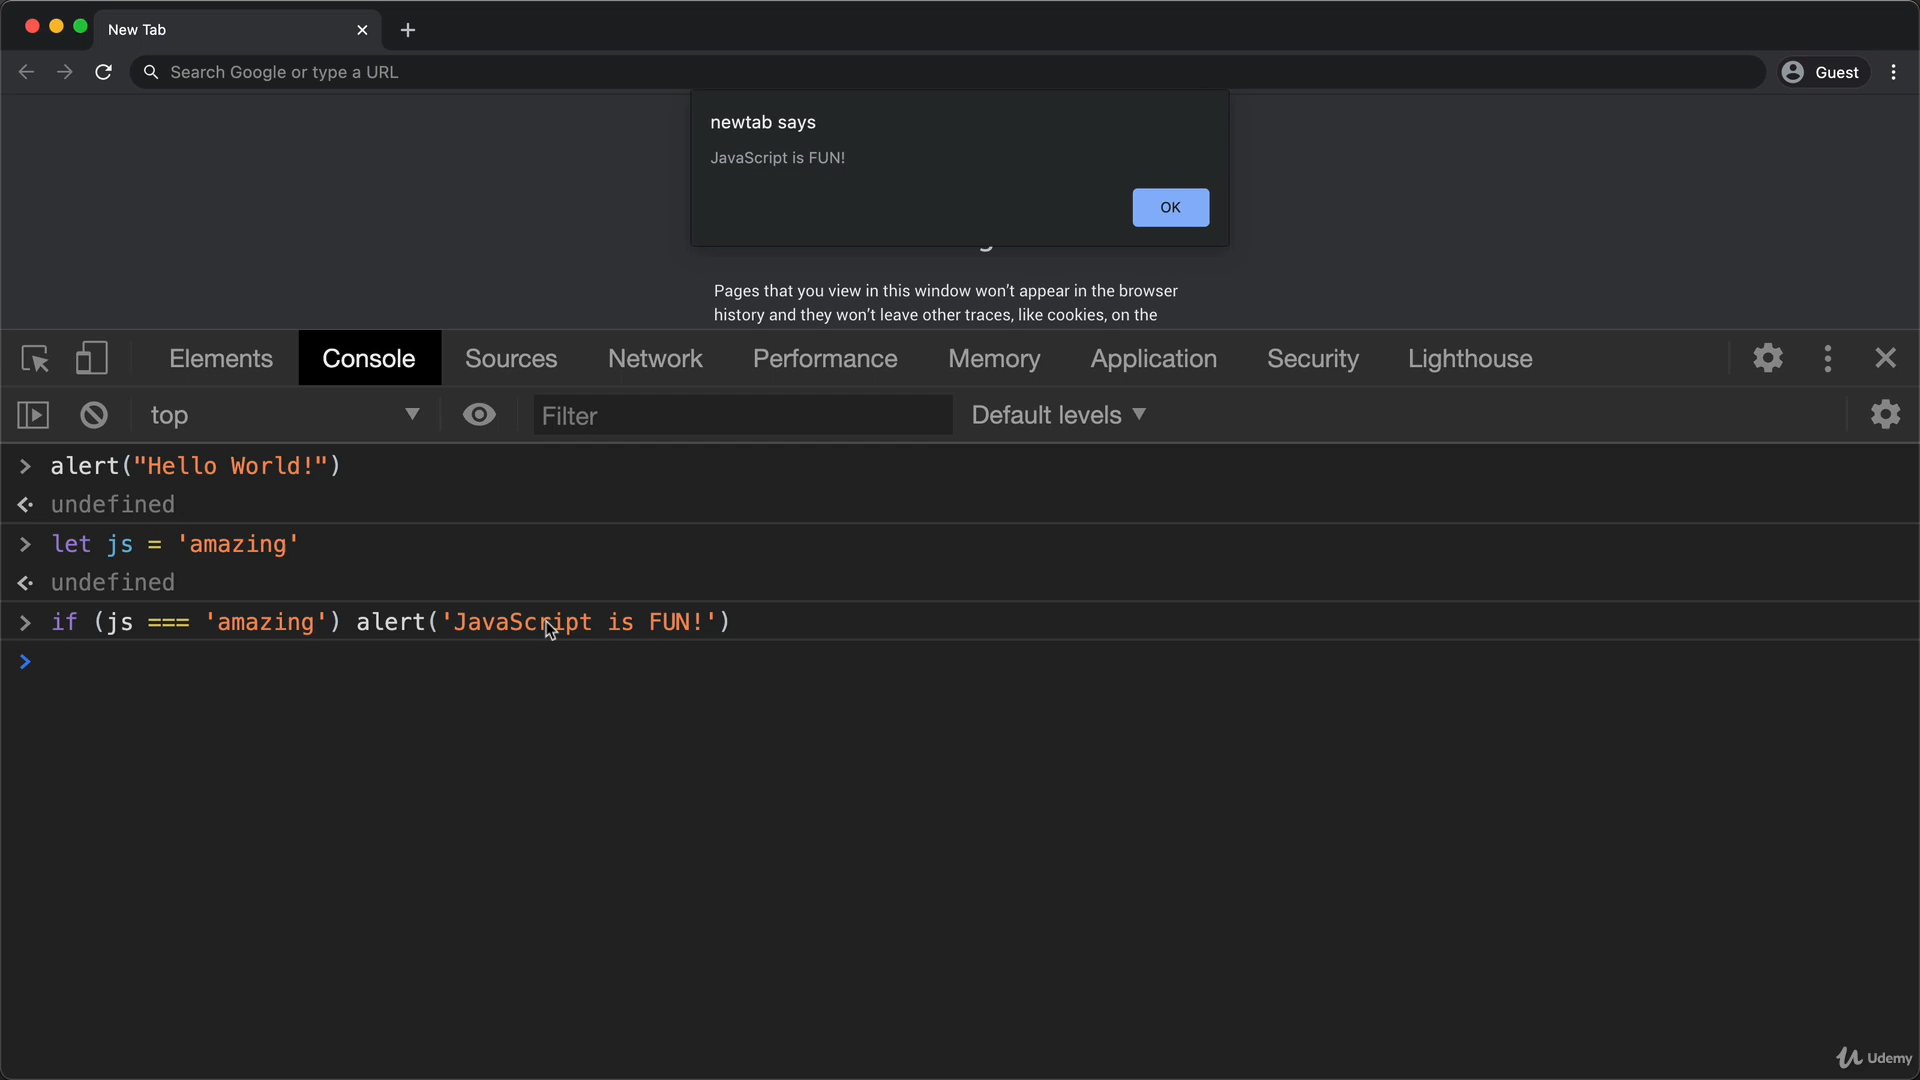 New Tab
Search Google or type a URL
Guest
newtab says
JavaScript is FUN!
OK
Pages that you view in this window won’t appear in the browser
history and they won’t leave other traces, like cookies, on the
Elements Console Sources Network Performance Memory Application Security Lighthouse
top Filter Default levels
> alert("Hello World!")
undefined
> let js = 'amazing'
undefined
> if (js === 'amazing') alert('JavaScript is FUN!')
>
Udemy